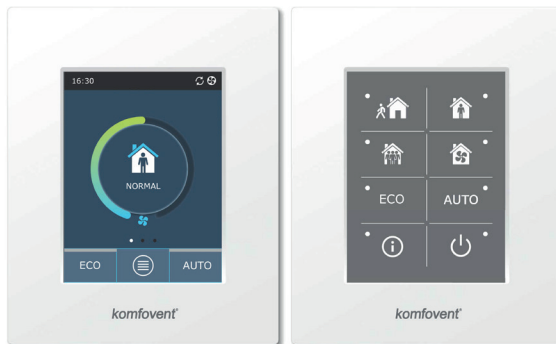 16:30
NORMAL
ECO
AUTO
komfovent
ECO
AUTO
komfovent